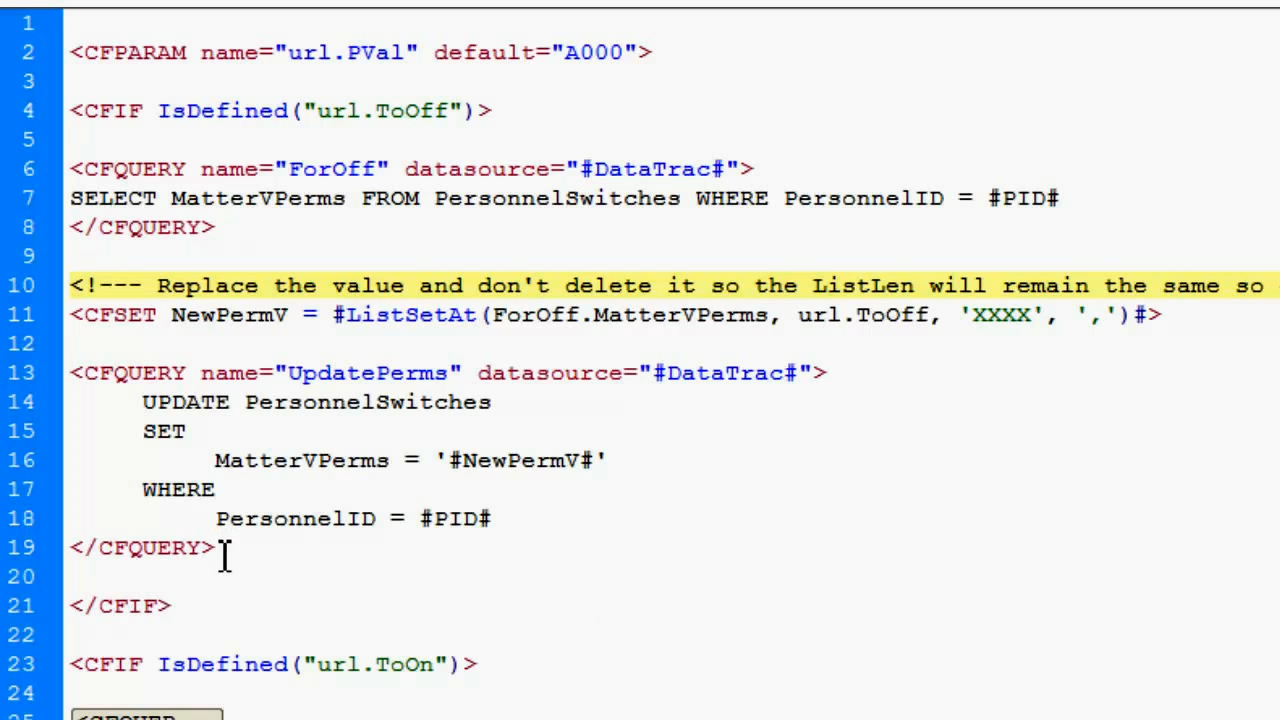 1
2 <CFPARAM name="url.PVal" default="A000">
3
4 <CFIF IsDefined("url.ToOff")>
5
6 <CFQUERY name="ForOff" datasource="#DataTrac#">
7 SELECT MatterVPerms FROM PersonnelSwitches WHERE PersonnelID = #PID#
8 </CFQUERY>
9
10 <!--- Replace the value and don't delete it so the ListLen will remain the same so
11 <CFSET NewPermV = #ListSetAt(ForOff.MatterVPerms, url.ToOff, 'XXXX', ',')#>
12
13 <CFQUERY name="UpdatePerms" datasource="#DataTrac#">
14 UPDATE PersonnelSwitches
15 SET
16 MatterVPerms = '#NewPermV#'
17 WHERE
18 PersonnelID = #PID#
19 </CFQUERY>
20
21 </CFIF>
22
23 <CFIF IsDefined("url.ToOn")>
24